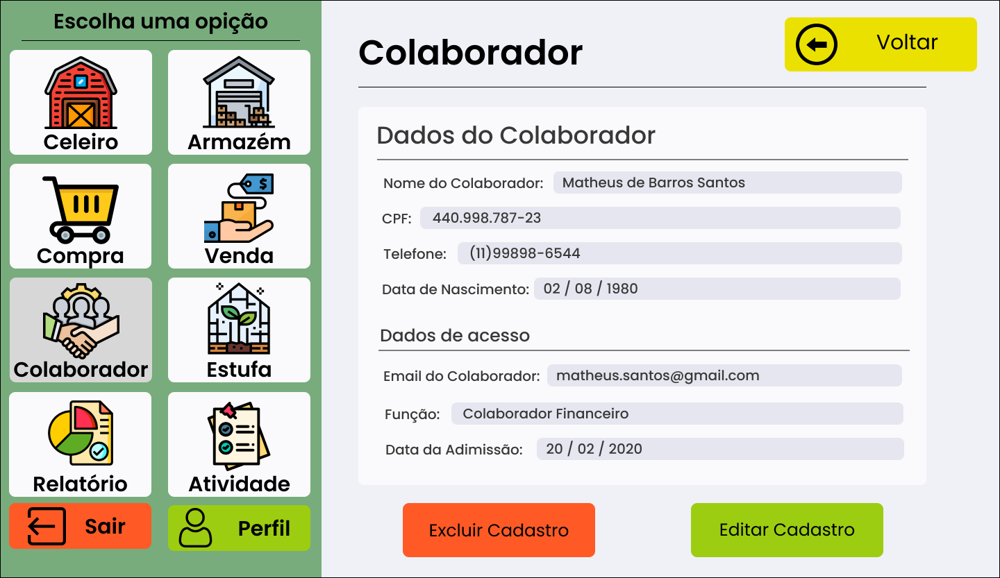 Escolha uma opição
Celeiro
Armazém
Compra
Venda
Colaborador
Estufa
Relatório
Atividade
Sair
Perfil
Colaborador
Voltar
Dados do Colaborador
Nome do Colaborador: Matheus de Barros Santos
CPF: 440.998.787-23
Telefone: (11)99898-6544
Data de Nascimento: 02 / 08 / 1980
Dados de acesso
Email do Colaborador: matheus.santos@gmail.com
Função: Colaborador Financeiro
Data da Adimissão: 20 / 02 / 2020
Excluir Cadastro
Editar Cadastro